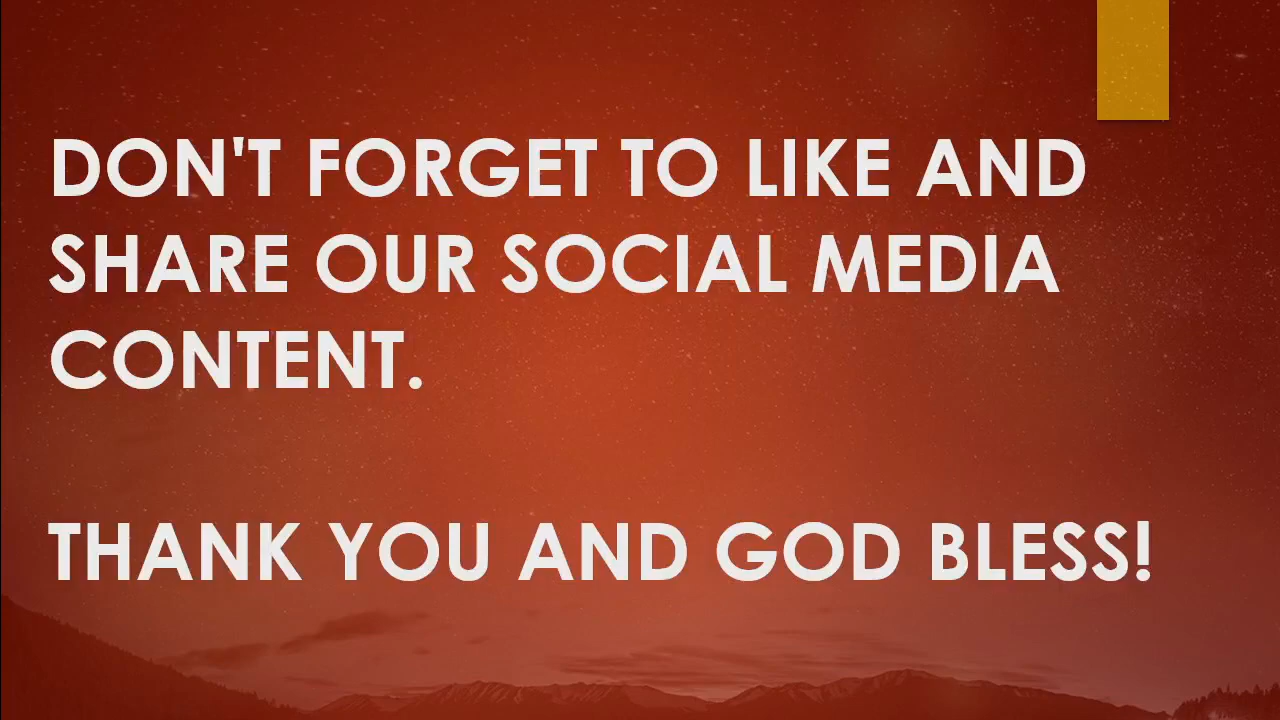 DON'T FORGET TO LIKE AND
SHARE OUR SOCIAL MEDIA
CONTENT.
THANK YOU AND GOD BLESS!